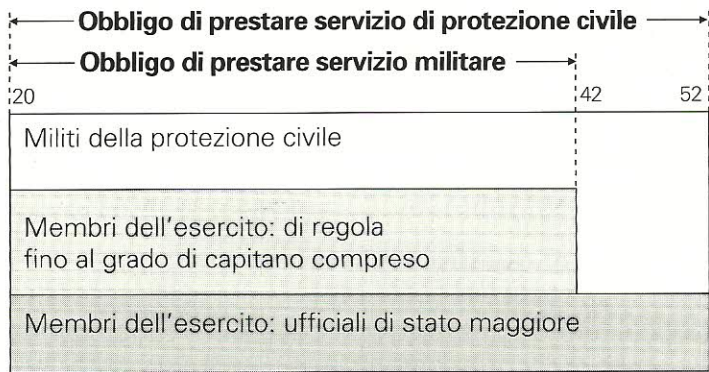 Obbligo di prestare servizio di protezione civile
Obbligo di prestare servizio militare
20 42 52
Militi della protezione civile
Membri dell'esercito: di regola
fino al grado di capitano compreso
Membri dell'esercito: ufficiali di stato maggiore